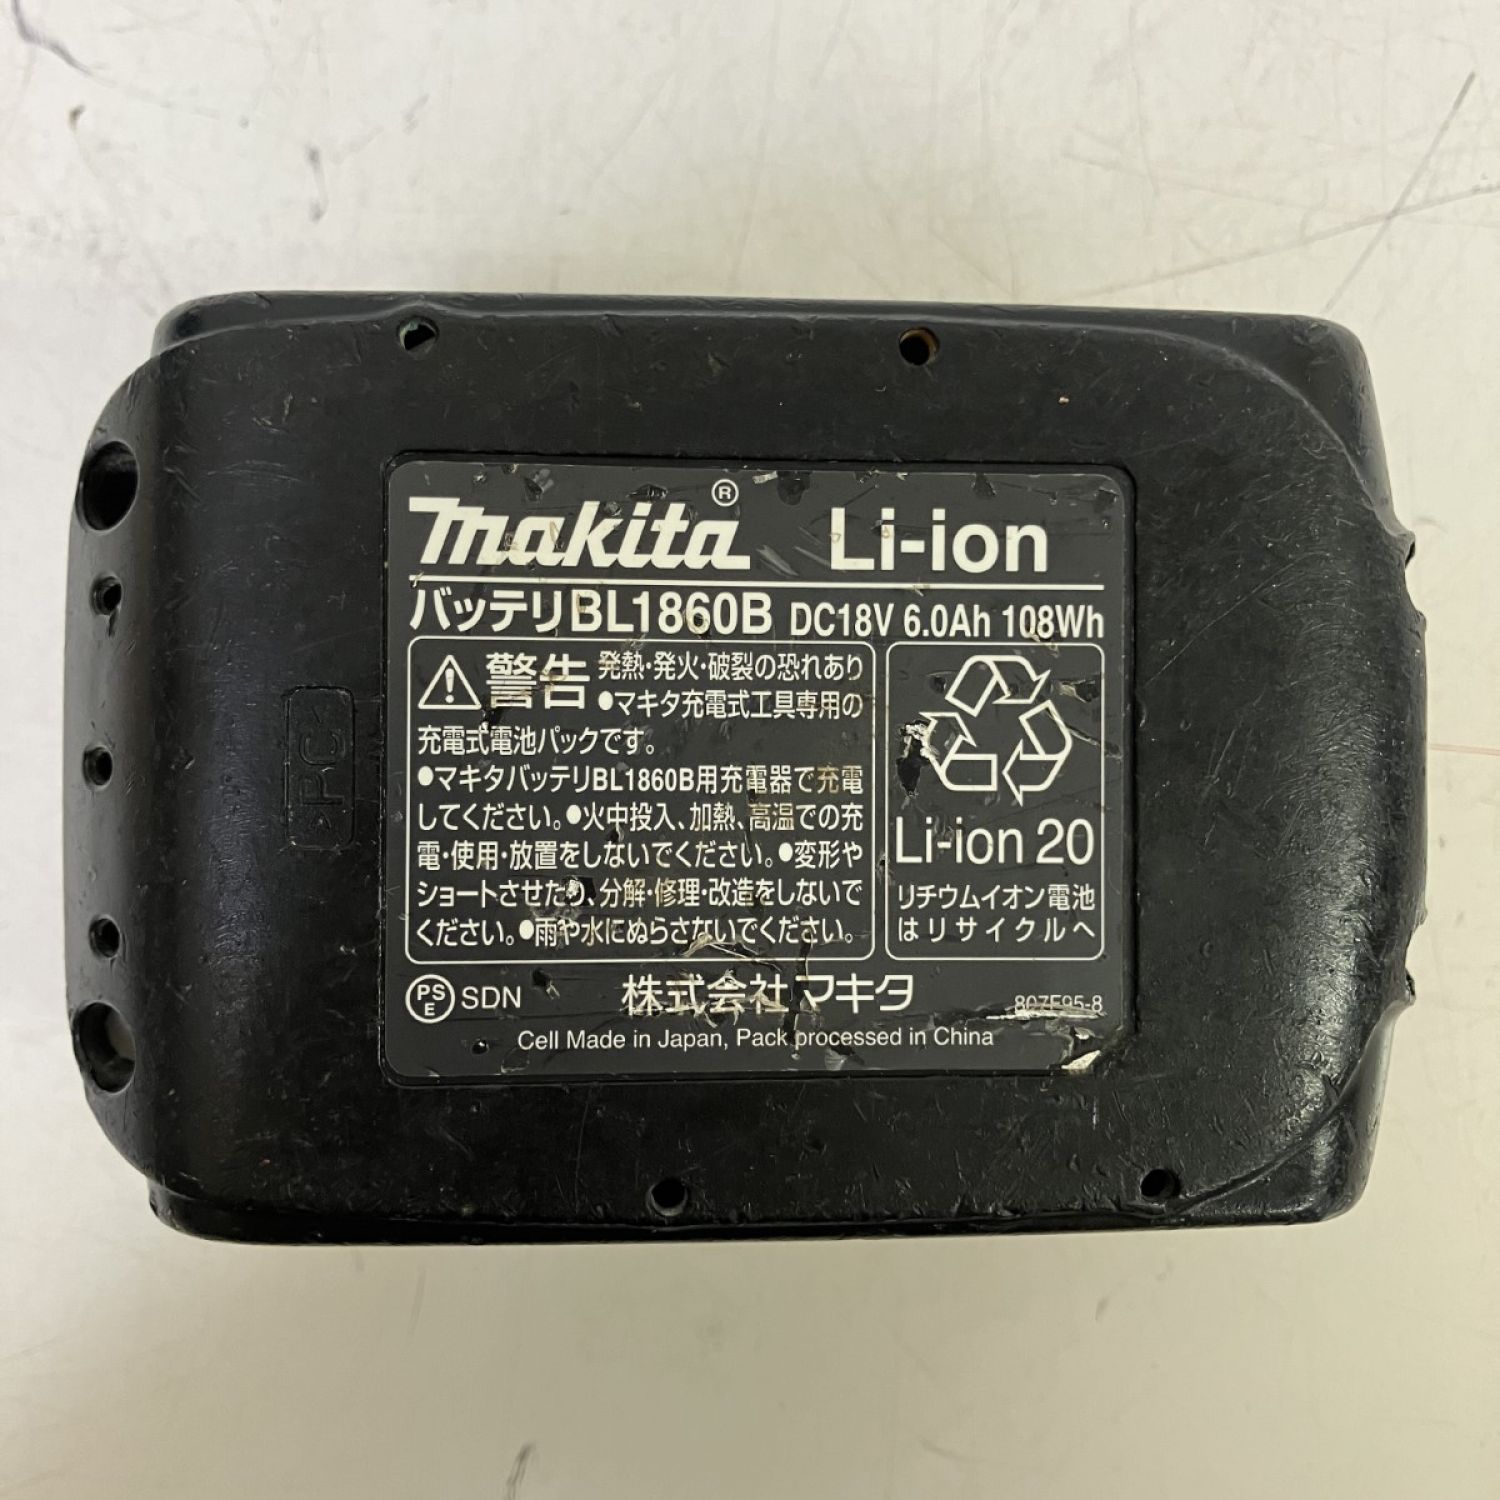 makita® Li-ion
バッテリBL1860B DC18V 6.0Ah 108Wh
警告 発熱・発火・破裂の恐れあり
●マキタ充電式工具専用の
充電式電池パックです。
●マキタバッテリBL1860B用充電器で充電
してください。●火中投入、加熱、高温での充
電・使用・放置をしないでください。●変形や
ショートさせたり、分解・修理・改造をしないで
ください。●雨や水にぬらさないでください。
Li-ion 20
リチウムイオン電池
はリサイクルへ
PSE SDN 株式会社 マキタ 807F95-8
Cell Made in Japan, Pack processed in China
>PC<